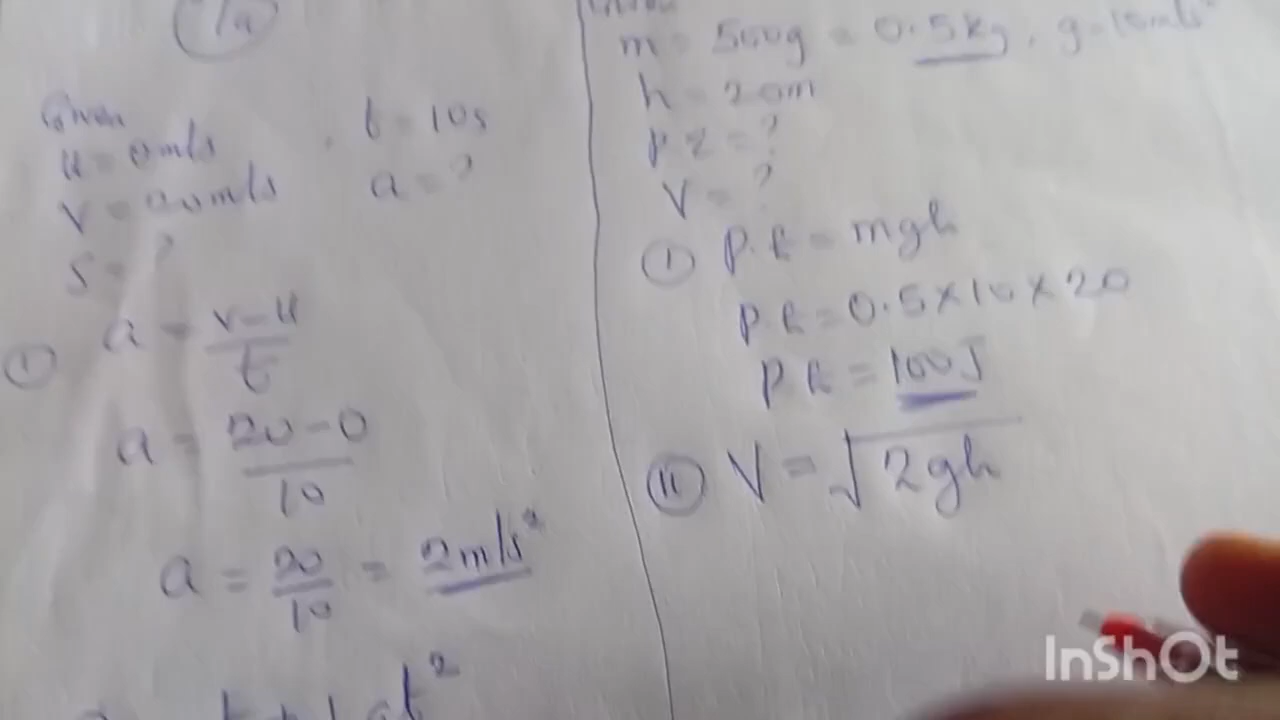 1a
Given
u = 0m/s , t = 10s
v = 20m/s a = ?
s = ?
(I) a = v-u / t
a = 20-0 / 10
a = 20/10 = 2m/s²
m = 500g = 0.5kg, g=10m/s²
h = 20m
P.E = ?
V = ?
(I) P.E = mgh
P.E = 0.5×10×20
P.E = 100J
(II) V = √2gh
InShOt